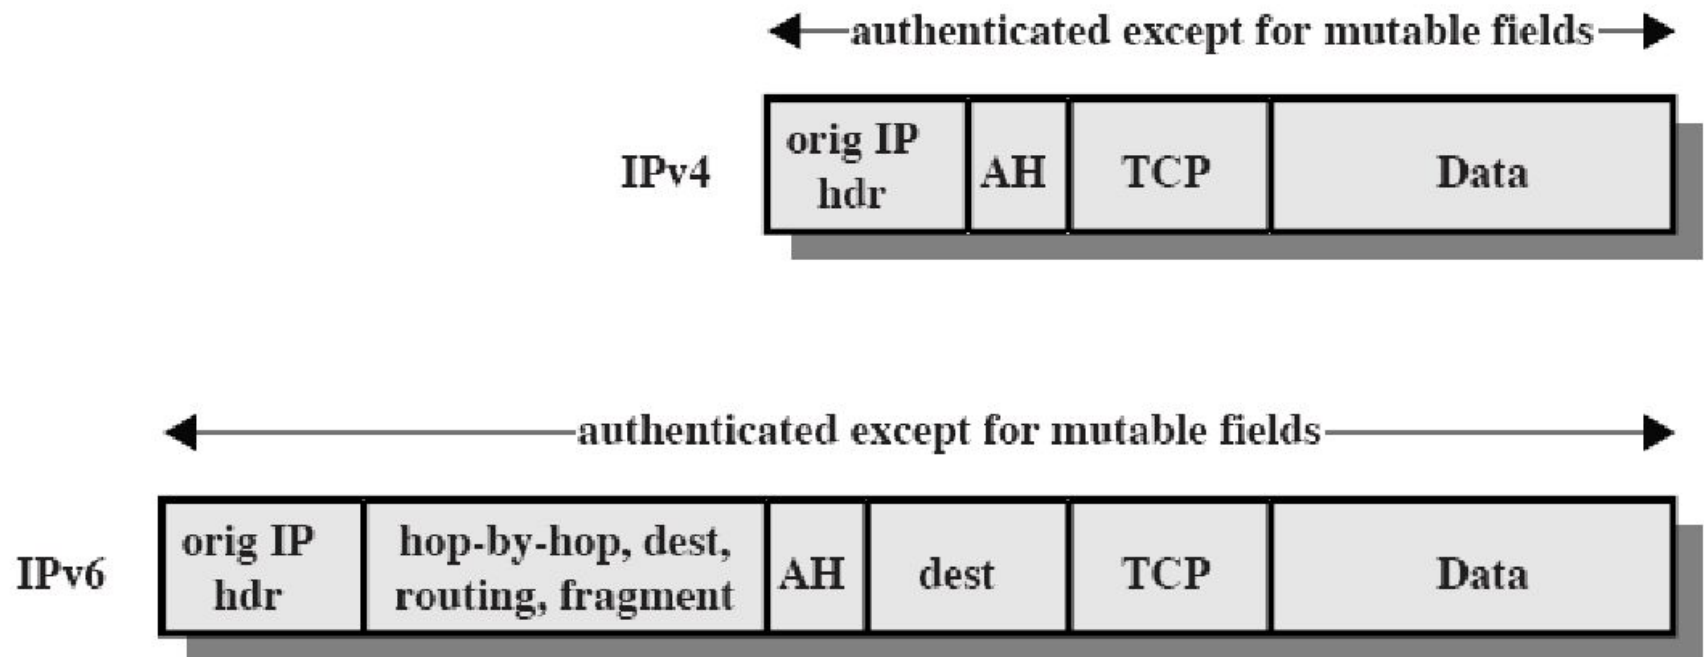 authenticated except for mutable fields
IPv4
orig IP
hdr
AH
TCP
Data
authenticated except for mutable fields
IPv6
orig IP
hdr
hop-by-hop, dest,
routing, fragment
AH
dest
TCP
Data